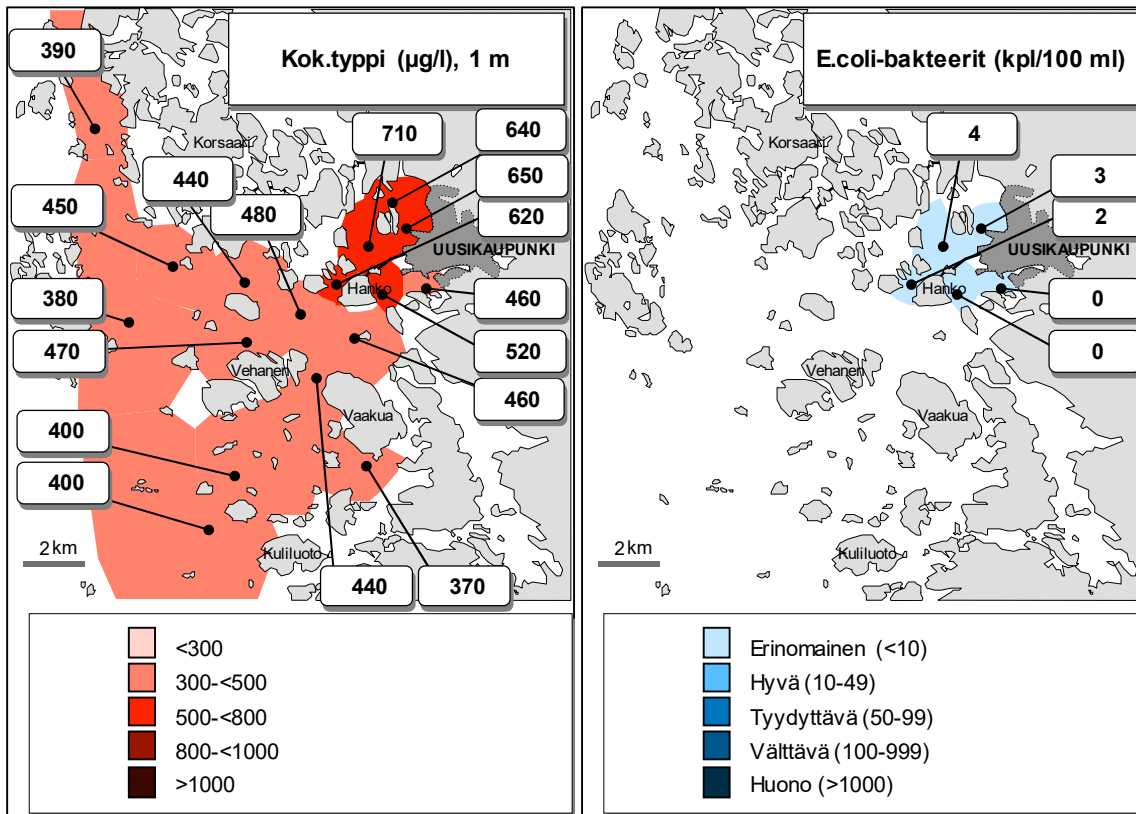 Kok.typpi (µg/l), 1 m
390
Korsaari
710
640
440
650
450
480
620
UUSIKAUPUNKI
Hanko
380
460
470
520
Vehanen
460
Vaakua
400
400
2 km
Kuliluoto
440
370
<300
300-<500
500-<800
800-<1000
>1000
E.coli-bakteerit (kpl/100 ml)
Korsaari
4
3
2
UUSIKAUPUNKI
Hanko
0
0
Vehanen
Vaakua
2 km
Kuliluoto
Erinomainen (<10)
Hyvä (10-49)
Tyydyttävä (50-99)
Välttävä (100-999)
Huono (>1000)